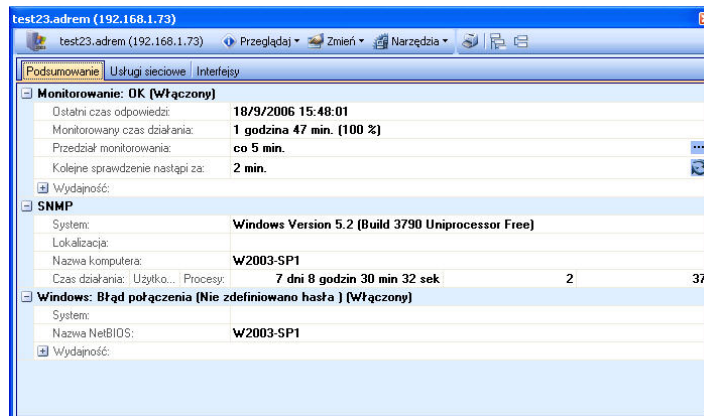 test23.adrem (192.168.1.73)
test23.adrem (192.168.1.73) Przeglądaj Zmień Narzędzia
Podsumowanie Usługi sieciowe Interfejsy
Monitorowanie: OK (Włączony)
Ostatni czas odpowiedzi: 18/9/2006 15:48:01
Monitorowany czas działania: 1 godzina 47 min. (100 %)
Przedział monitorowania: co 5 min.
Kolejne sprawdzenie nastąpi za: 2 min.
Wydajność:
SNMP
System: Windows Version 5.2 (Build 3790 Uniprocessor Free)
Lokalizacja:
Nazwa komputera: W2003-SP1
Czas działania: Użytko... Procesy: 7 dni 8 godzin 30 min 32 sek 2 37
Windows: Błąd połączenia (Nie zdefiniowano hasła ) (Włączony)
System:
Nazwa NetBIOS: W2003-SP1
Wydajność: